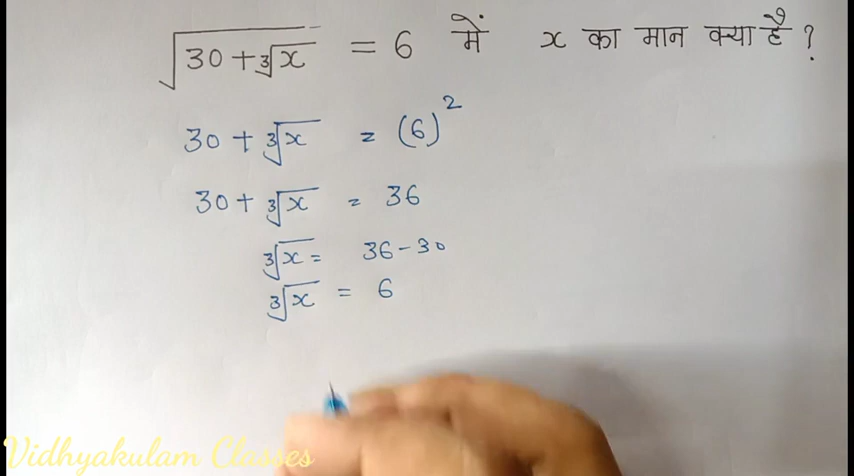 √(30 + ∛x) = 6 में x का मान क्या है ?
30 + ∛x = (6)²
30 + ∛x = 36
∛x = 36 - 30
∛x = 6
Vidhyakulam Classes